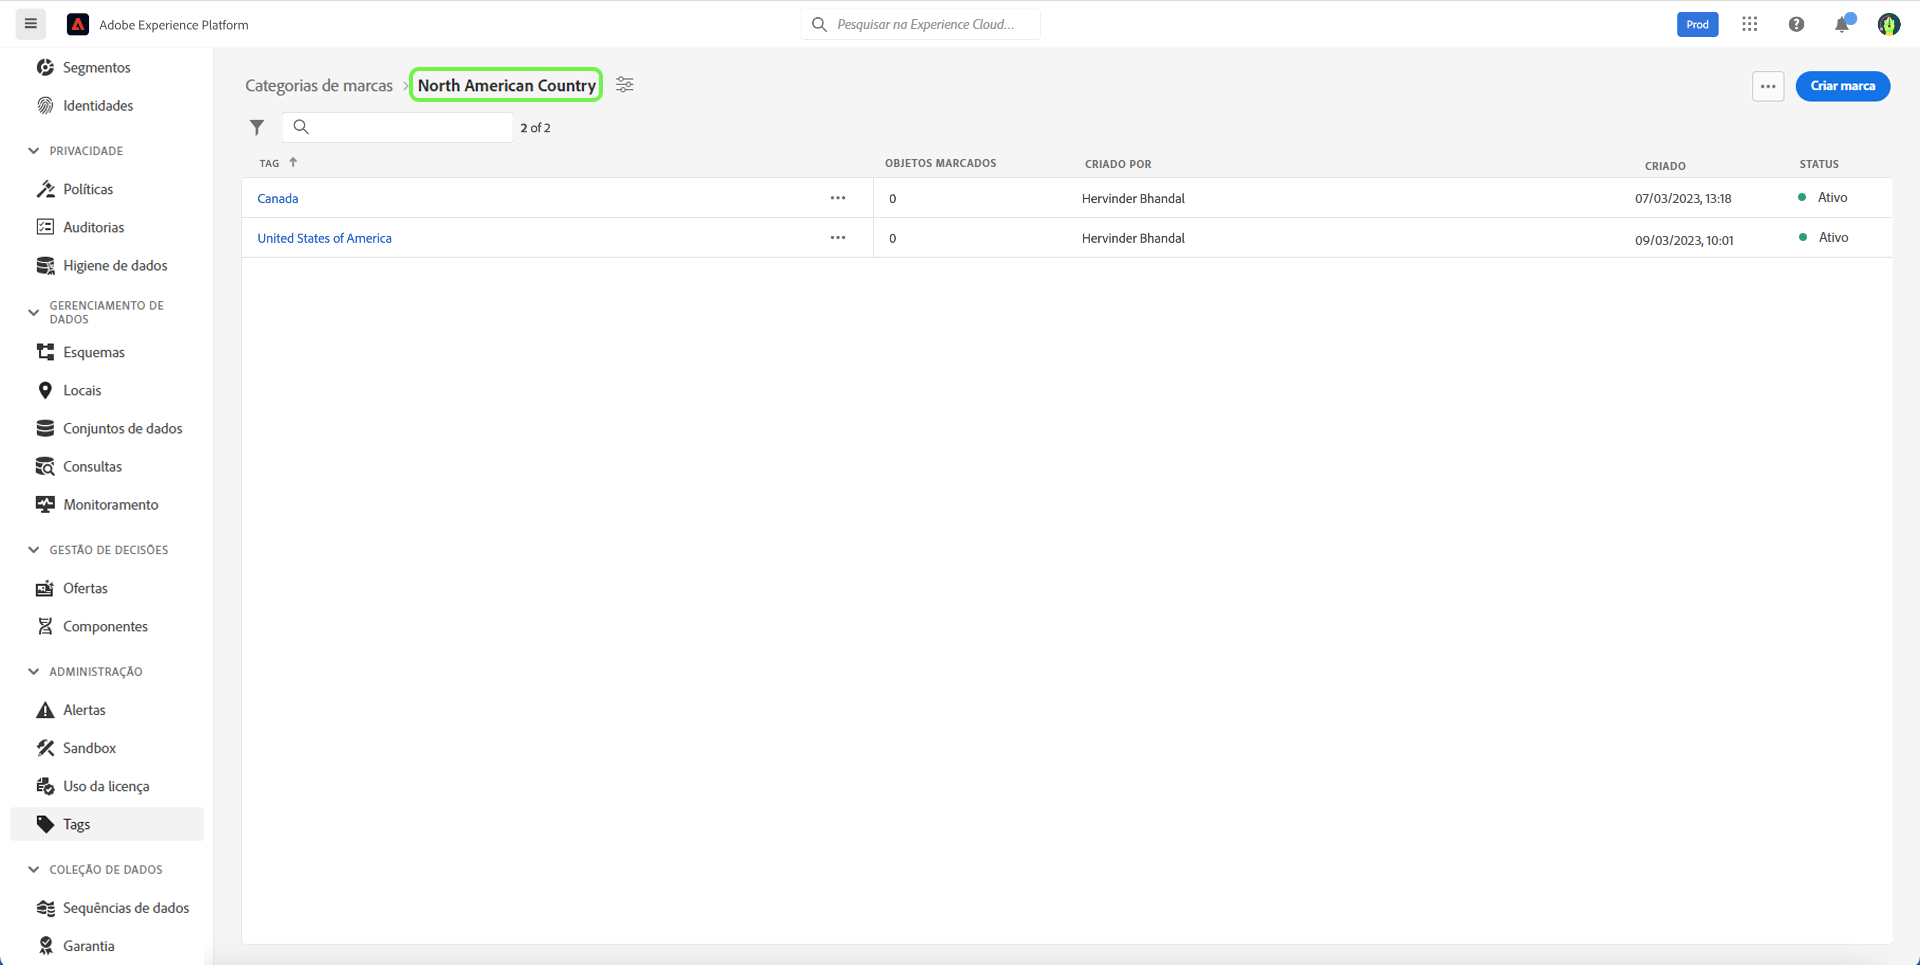 Adobe Experience Platform
Pesquisar na Experience Cloud...
Prod
Segmentos
Identidades
PRIVACIDADE
Políticas
Auditorias
Higiene de dados
GERENCIAMENTO DE
DADOS
Esquemas
Locais
Conjuntos de dados
Consultas
Monitoramento
GESTÃO DE DECISÕES
Ofertas
Componentes
ADMINISTRAÇÃO
Alertas
Sandbox
Uso da licença
Tags
COLEÇÃO DE DADOS
Sequências de dados
Garantia
Categorias de marcas › North American Country
Criar marca
2 of 2
TAG OBJETOS MARCADOS CRIADO POR CRIADO STATUS
Canada 0 Hervinder Bhandal 07/03/2023, 13:18 Ativo
United States of America 0 Hervinder Bhandal 09/03/2023, 10:01 Ativo